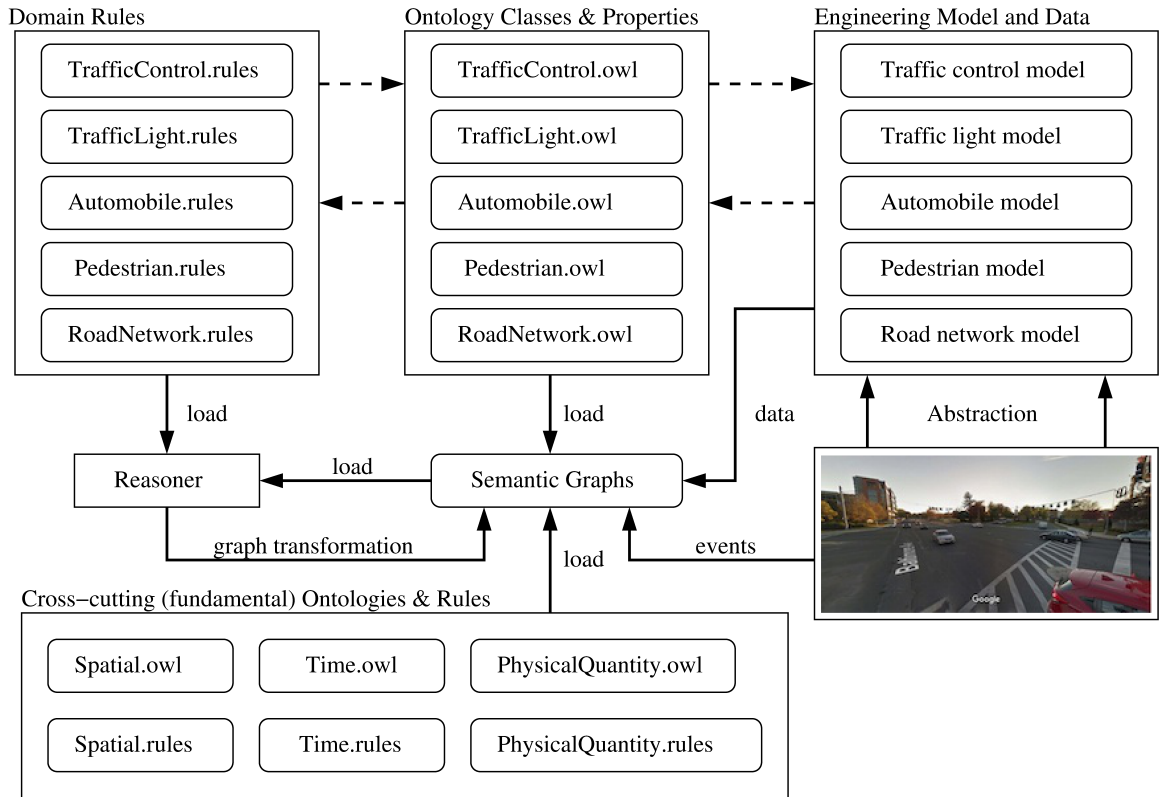 Domain Rules
Ontology Classes & Properties
Engineering Model and Data
TrafficControl.rules
TrafficControl.owl
Traffic control model
TrafficLight.rules
TrafficLight.owl
Traffic light model
Automobile.rules
Automobile.owl
Automobile model
Pedestrian.rules
Pedestrian.owl
Pedestrian model
RoadNetwork.rules
RoadNetwork.owl
Road network model
load
load
data
Abstraction
Reasoner
load
Semantic Graphs
graph transformation
load
events
Google
Cross−cutting (fundamental) Ontologies & Rules
Spatial.owl
Time.owl
PhysicalQuantity.owl
Spatial.rules
Time.rules
PhysicalQuantity.rules